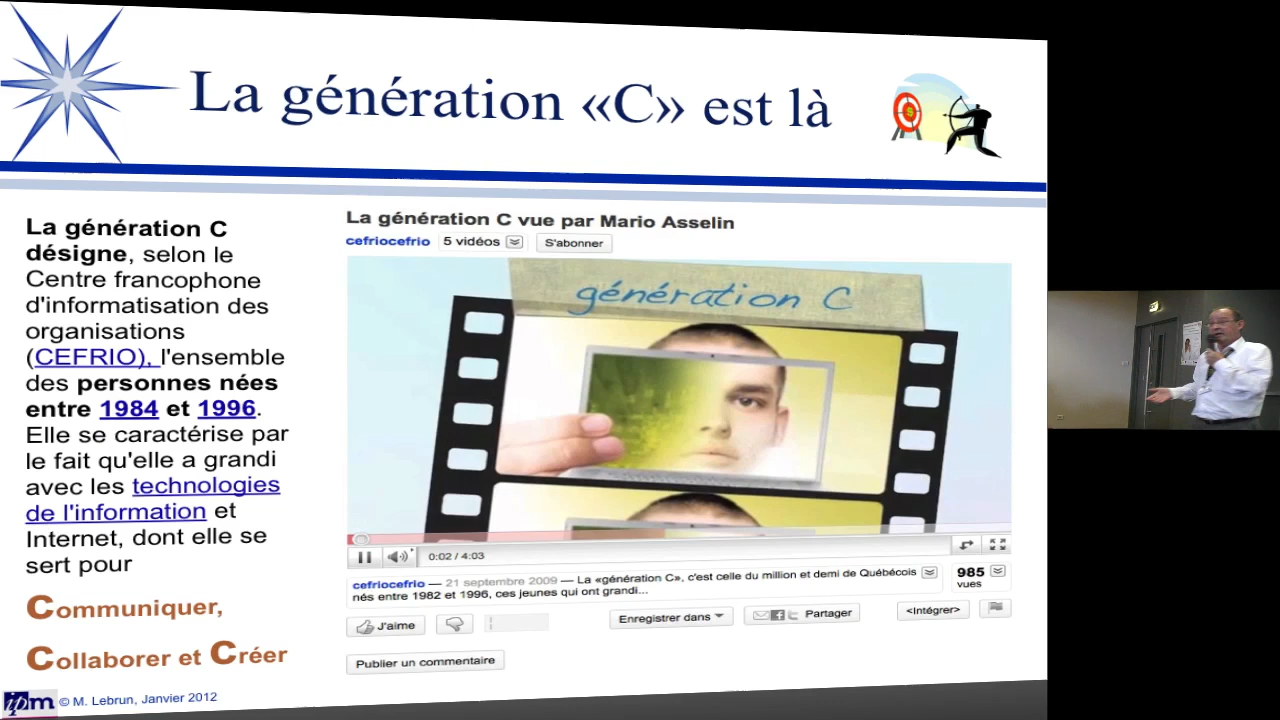 La génération «C» est là
La génération C
désigne, selon le
Centre francophone
d'informatisation des
organisations
(CEFRIO), l'ensemble
des personnes nées
entre 1984 et 1996.
Elle se caractérise par
le fait qu'elle a grandi
avec les technologies
de l'information et
Internet, dont elle se
sert pour
Communiquer,
Collaborer et Créer
La génération C vue par Mario Asselin
cefriocefrio 5 vidéos S'abonner
génération C
0:02 / 4:03
cefriocefrio — 21 septembre 2009 — La «génération C», c'est celle du million et demi de Québécois
nés entre 1982 et 1996, ces jeunes qui ont grandi...
985
vues
J'aime
Enregistrer dans
Partager
<Intégrer>
Publier un commentaire
ipm © M. Lebrun, Janvier 2012